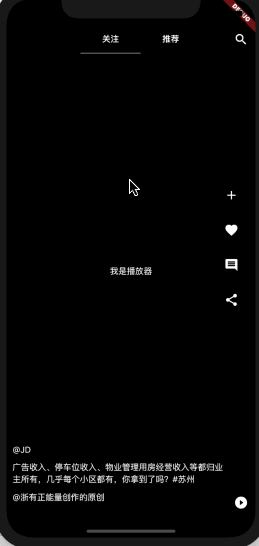 DEBUG
关注 推荐
我是播放器
@JD
广告收入、停车位收入、物业管理用房经营收入等都归业
主所有，几乎每个小区都有，你拿到了吗？#苏州
@浙有正能量创作的原创